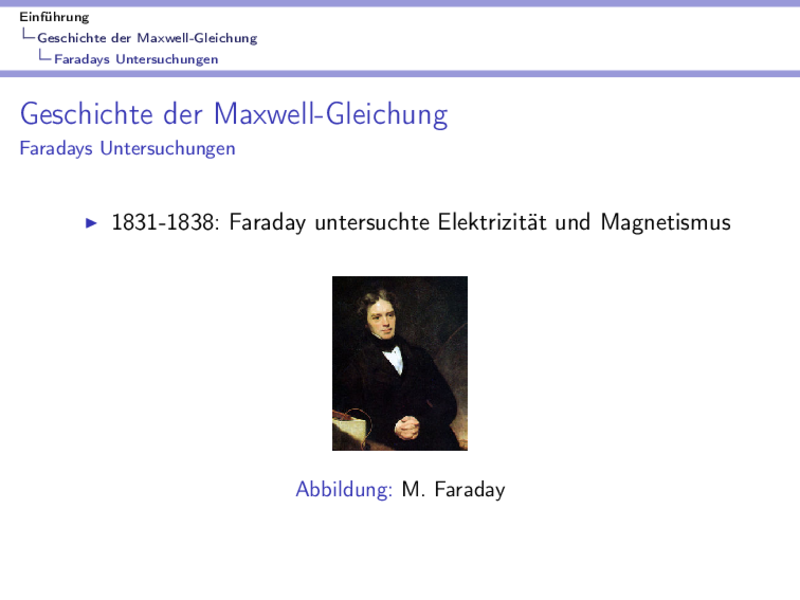 Einführung
Geschichte der Maxwell-Gleichung
Faradays Untersuchungen
Geschichte der Maxwell-Gleichung
Faradays Untersuchungen
1831-1838: Faraday untersuchte Elektrizität und Magnetismus
Abbildung: M. Faraday